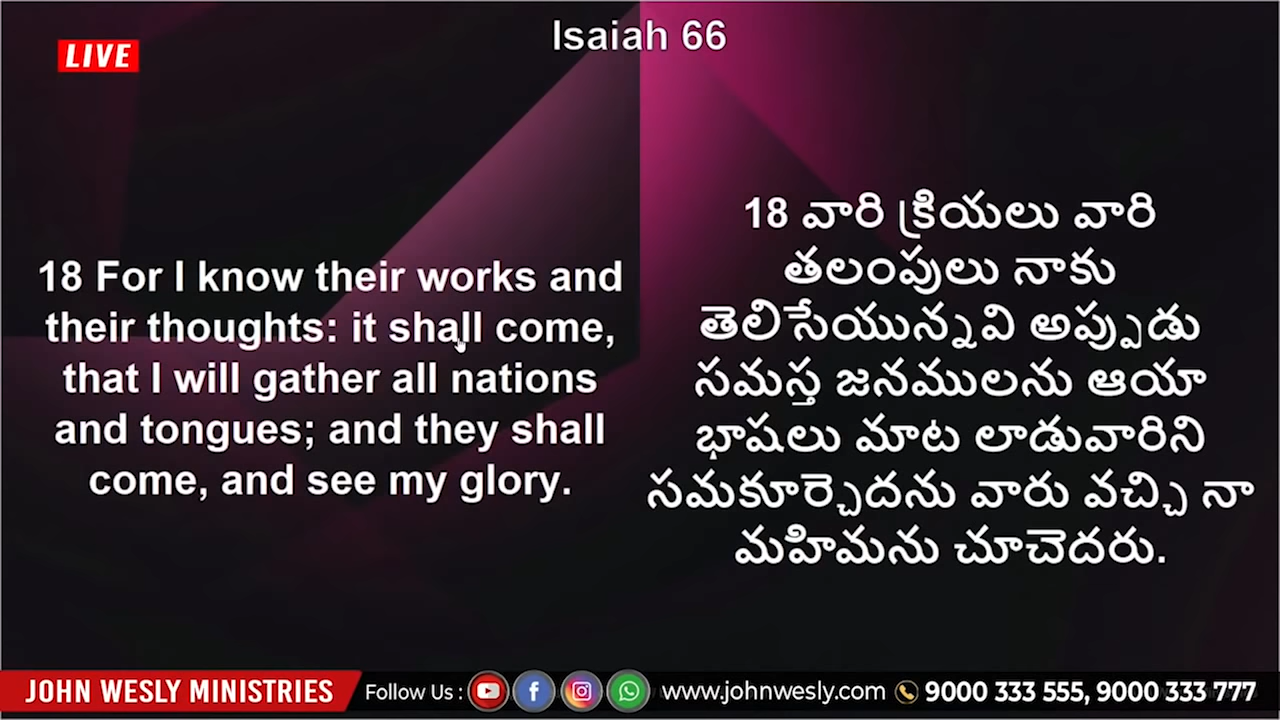 Isaiah 66
LIVE
18 For I know their works and
their thoughts: it shall come,
that I will gather all nations
and tongues; and they shall
come, and see my glory.
18 వారి క్రియలు వారి
తలంపులు నాకు
తెలిసేయున్నవి అప్పుడు
సమస్త జనములను ఆయా
భాషలు మాట లాడువారిని
సమకూర్చెదను వారు వచ్చి నా
మహిమను చూచెదరు.
JOHN WESLY MINISTRIES Follow Us : www.johnwesly.com 9000 333 555, 9000 333 777